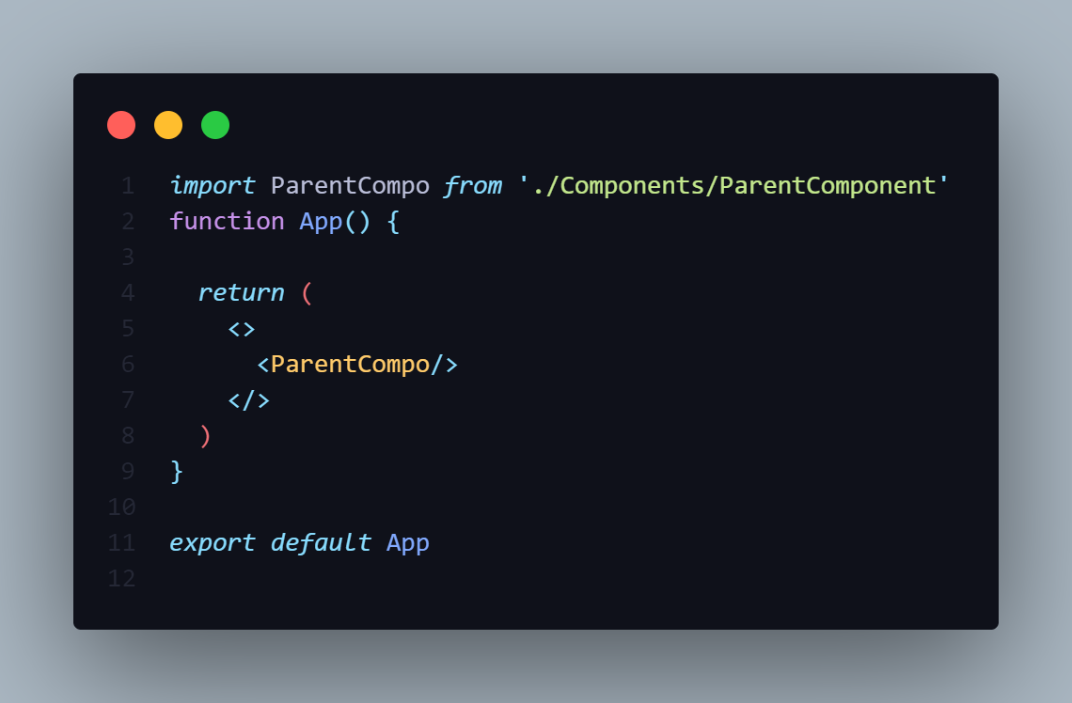 1 import ParentCompo from './Components/ParentComponent'
2 function App() {
3
4   return (
5     <>
6       <ParentCompo/>
7     </>
8   )
9 }
10
11 export default App
12